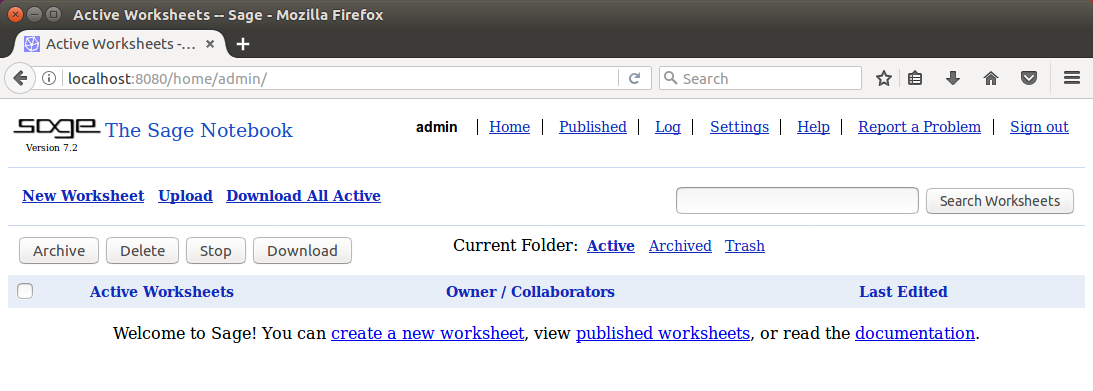 Active Worksheets -- Sage - Mozilla Firefox
Active Worksheets -...
localhost:8080/home/admin/
Search
sage The Sage Notebook
Version 7.2
admin Home Published Log Settings Help Report a Problem Sign out
New Worksheet Upload Download All Active
Search Worksheets
Archive Delete Stop Download
Current Folder: Active Archived Trash
Active Worksheets Owner / Collaborators Last Edited
Welcome to Sage! You can create a new worksheet, view published worksheets, or read the documentation.